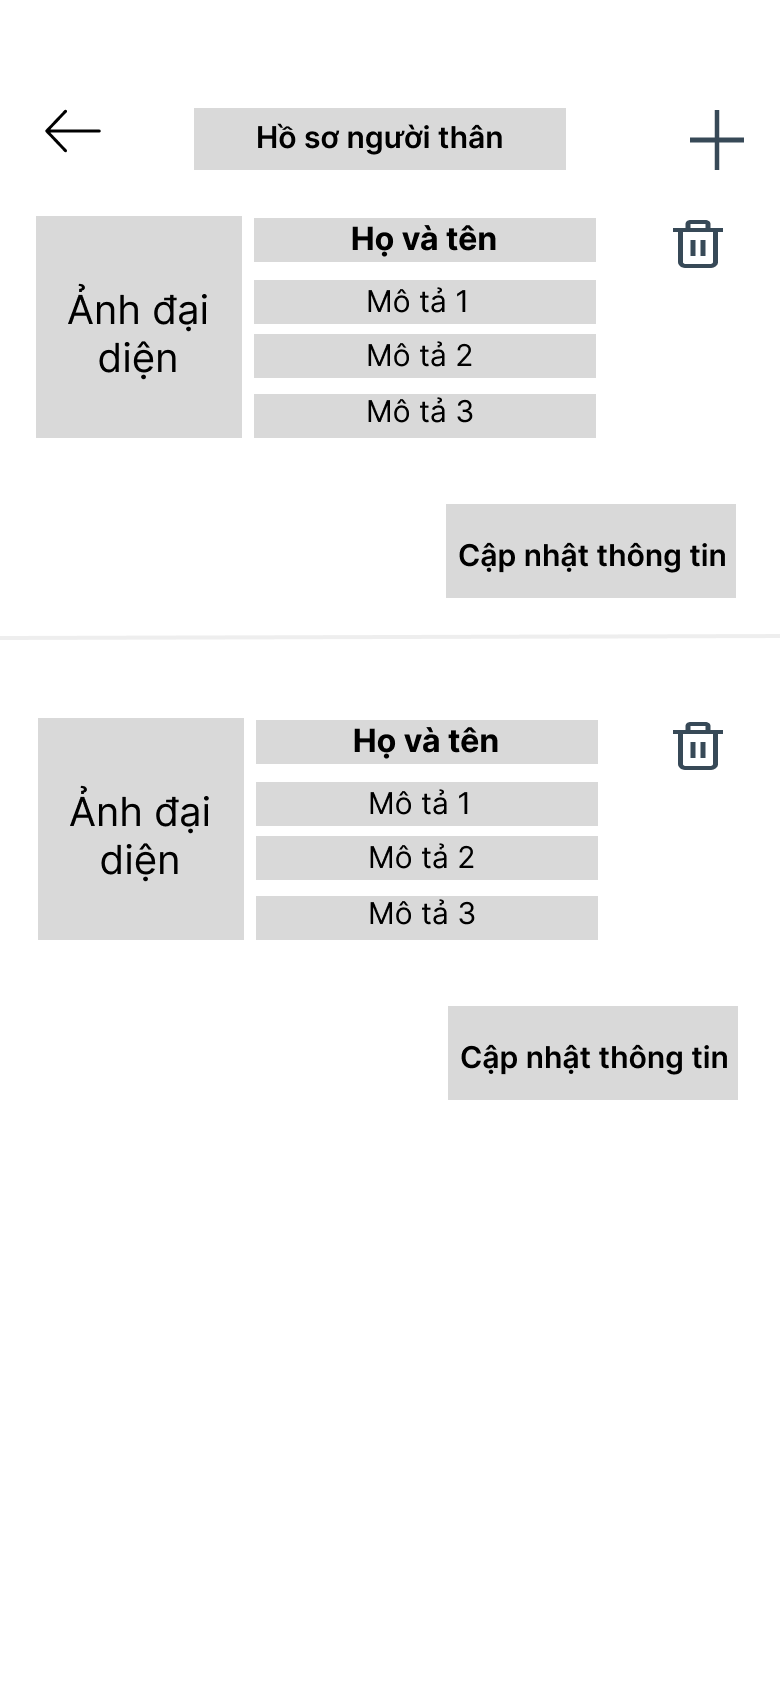 Hồ sơ người thân
Họ và tên
Ảnh đại
diện
Mô tả 1
Mô tả 2
Mô tả 3
Cập nhật thông tin
Họ và tên
Ảnh đại
diện
Mô tả 1
Mô tả 2
Mô tả 3
Cập nhật thông tin